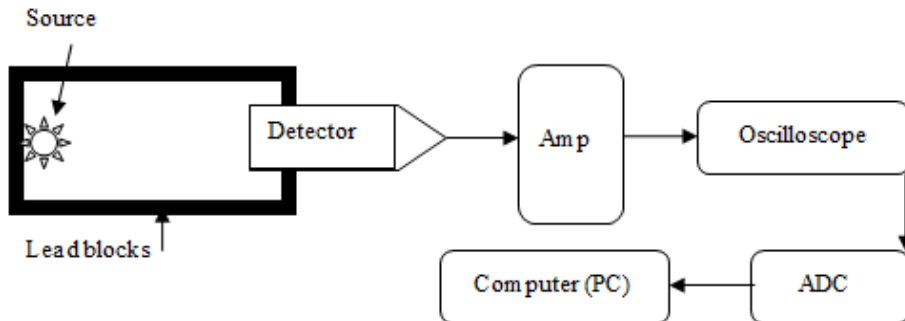 Source
Detector
Amp
Oscilloscope
Lead blocks
Computer (PC)
ADC